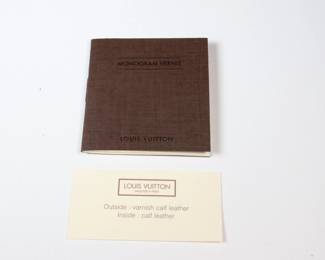 MONOGRAM VERNIS
LOUIS VUITTON
LOUIS VUITTON
Outside : varnish calf leather
Inside : calf leather